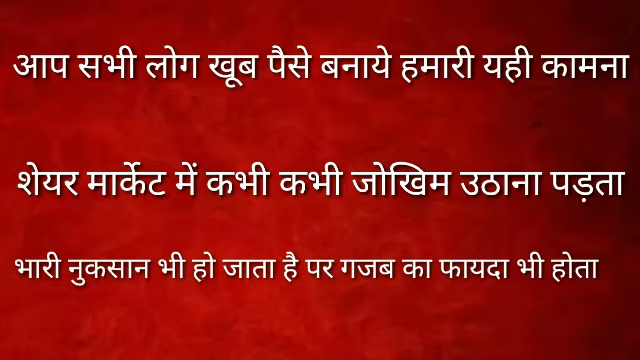 आप सभी लोग खूब पैसे बनाये हमारी यही कामना
शेयर मार्केट में कभी कभी जोखिम उठाना पड़ता
भारी नुकसान भी हो जाता है पर गजब का फायदा भी होता